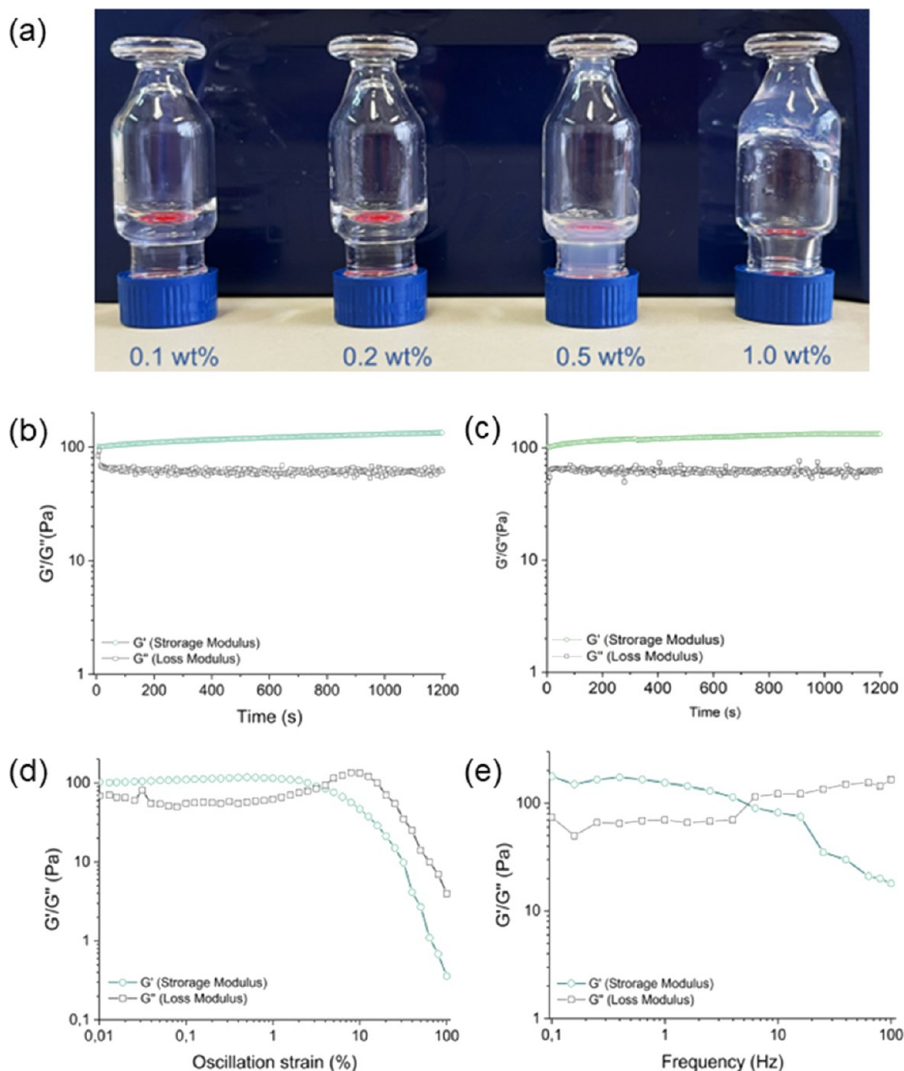 (a)
0.1 wt% 0.2 wt% 0.5 wt% 1.0 wt%
(b)
G'/G"(Pa)
100
10
1
G' (Strorage Modulus)
G" (Loss Modulus)
0 200 400 600 800 1000 1200
Time (s)
(c)
G'/G"(Pa)
100
10
1
G' (Strorage Modulus)
G" (Loss Modulus)
0 200 400 600 800 1000 1200
Time (s)
(d)
G'/G" (Pa)
100
10
1
0,1
G' (Strorage Modulus)
G" (Loss Modulus)
0,01 0,1 1 10 100
Oscillation strain (%)
(e)
G'/G" (Pa)
100
10
1
G' (Strorage Modulus)
G" (Loss Modulus)
0,1 1 10 100
Frequency (Hz)